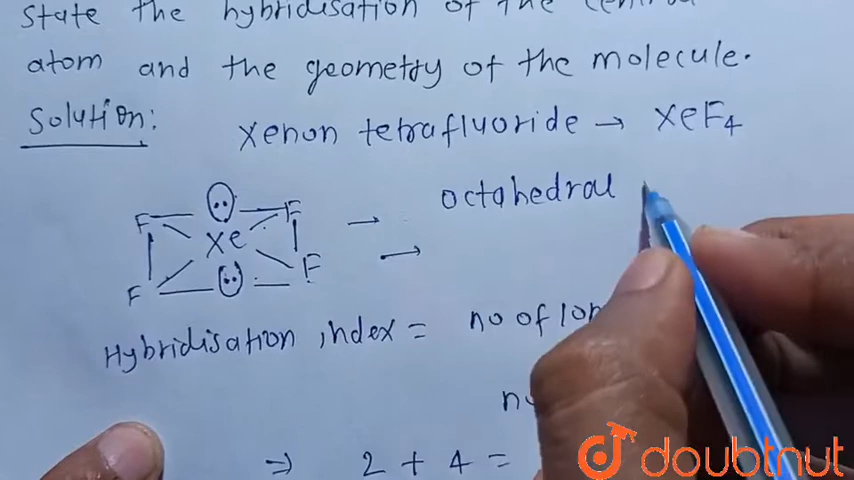 State the hybridisation of the central
atom and the geometry of the molecule.
Solution:
Xenon tetrafluoride → XeF4
octahedral
F F
Xe
F F
Hybridisation index = no of
2 + 4 =
doubtnut